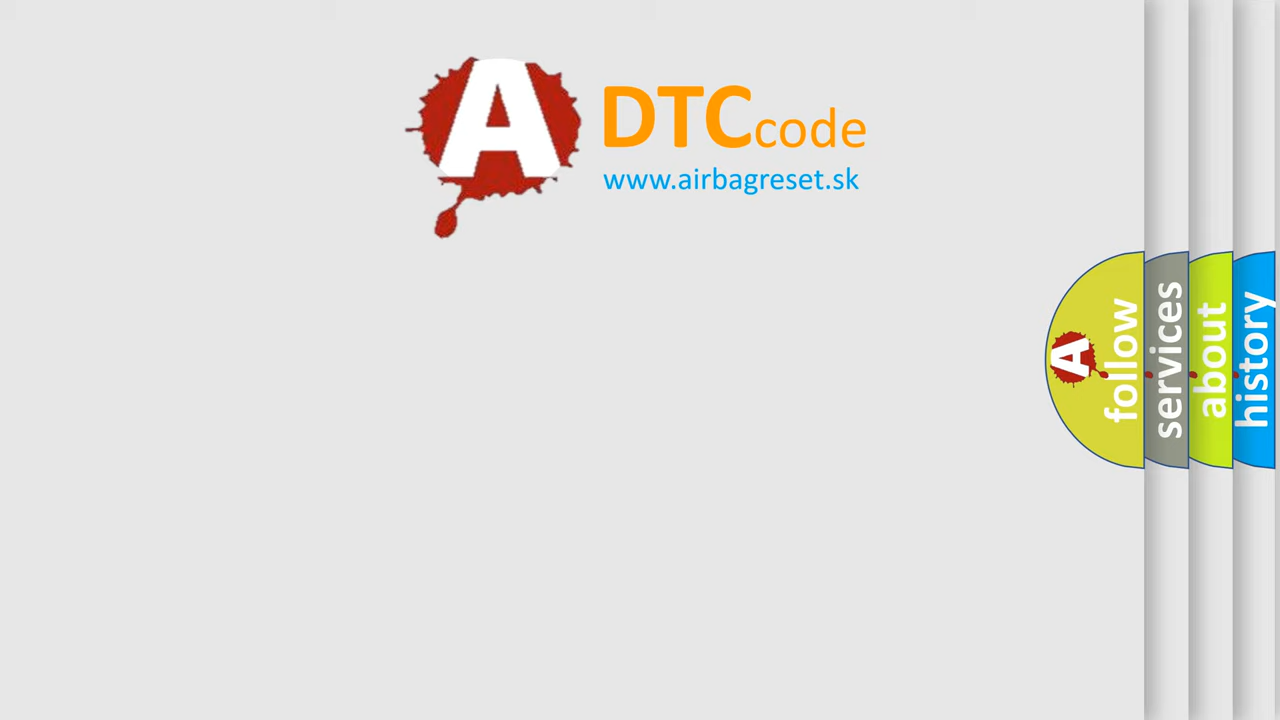 A DTCcode
www.airbagreset.sk
A follow
services
about
history